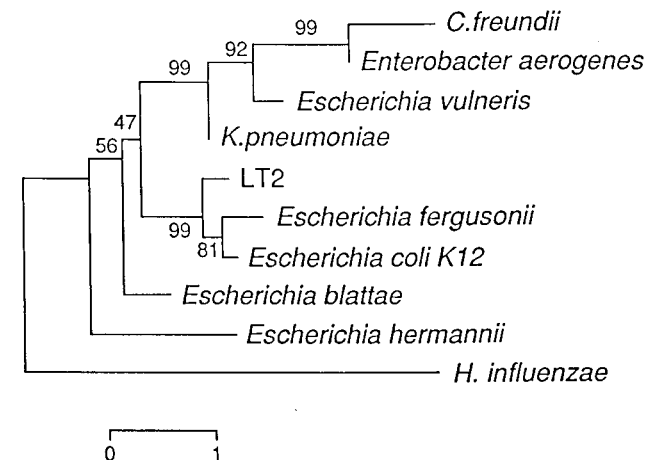 99
C.freundii
92
Enterobacter aerogenes
99
Escherichia vulneris
47
K.pneumoniae
56
LT2
99
Escherichia fergusonii
81
Escherichia coli K12
Escherichia blattae
Escherichia hermannii
H. influenzae
0 1